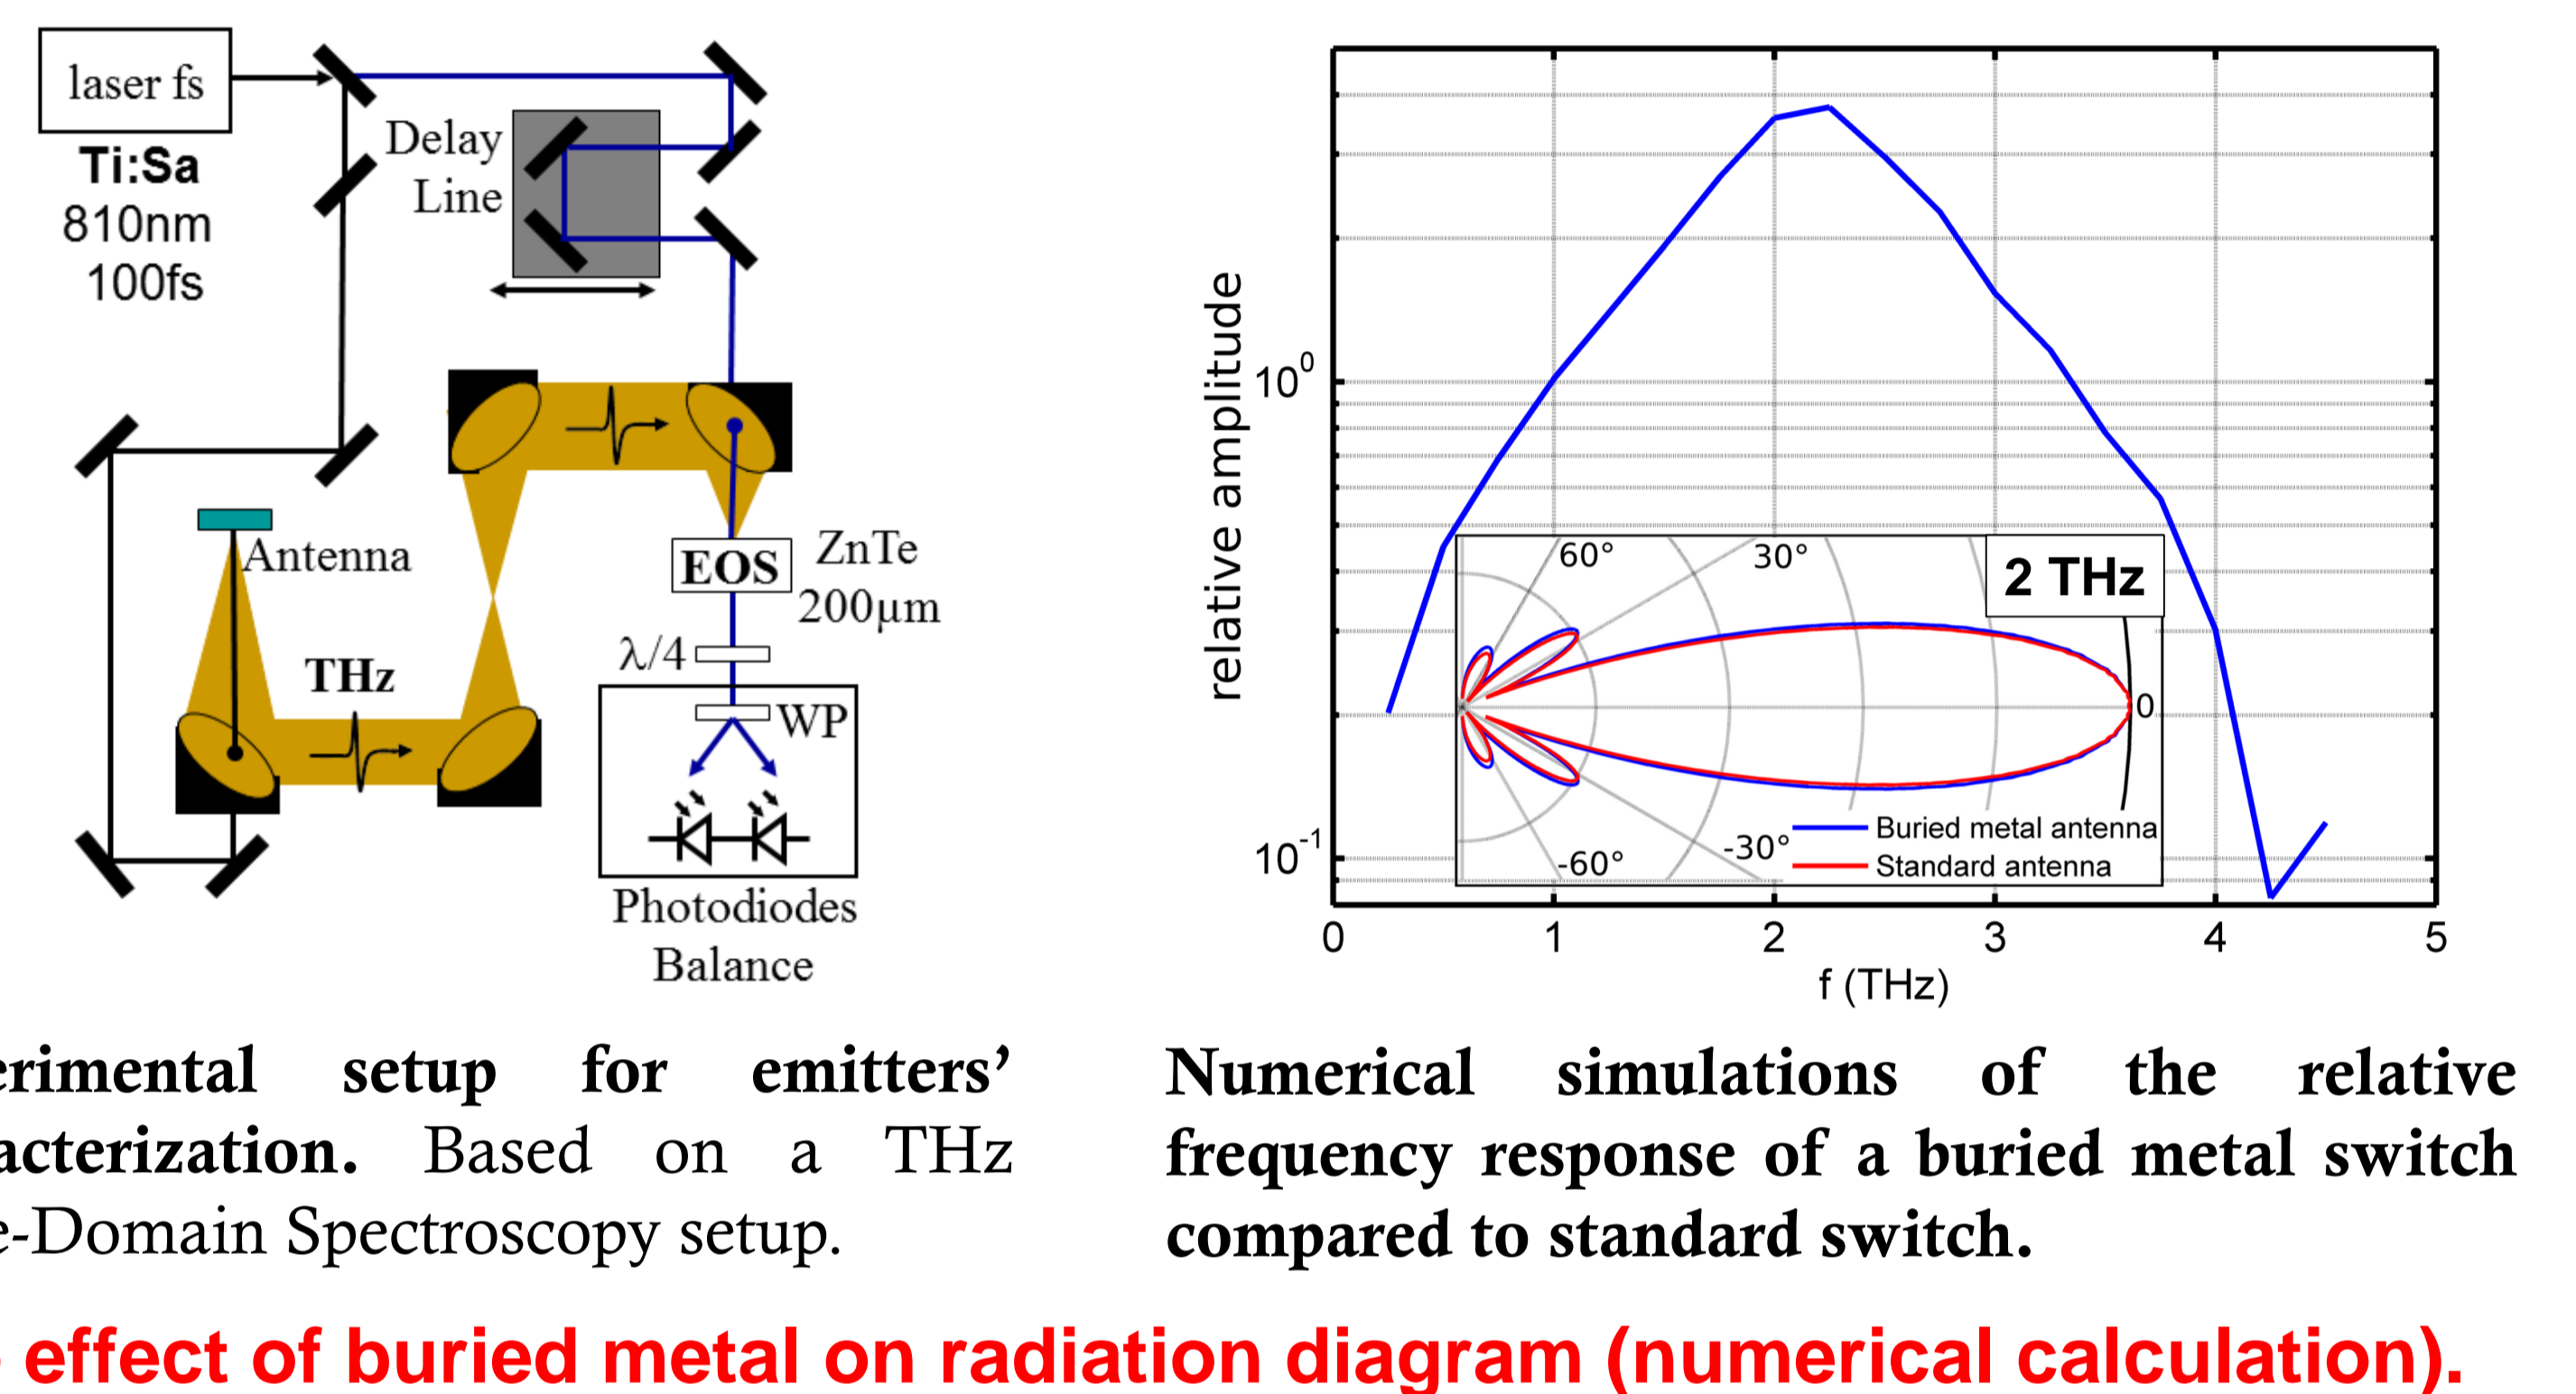 laser fs
Ti:Sa
810nm
100fs
Delay
Line
Antenna
THz
EOS
ZnTe
200µm
λ/4
WP
Photodiodes
Balance
erimental setup for emitters’
acterization. Based on a THz
e-Domain Spectroscopy setup.
relative amplitude
10⁰
10⁻¹
60°
30°
2 THz
0
-30°
-60°
Buried metal antenna
Standard antenna
0 1 2 3 4 5
f (THz)
Numerical simulations of the relative
frequency response of a buried metal switch
compared to standard switch.
effect of buried metal on radiation diagram (numerical calculation).